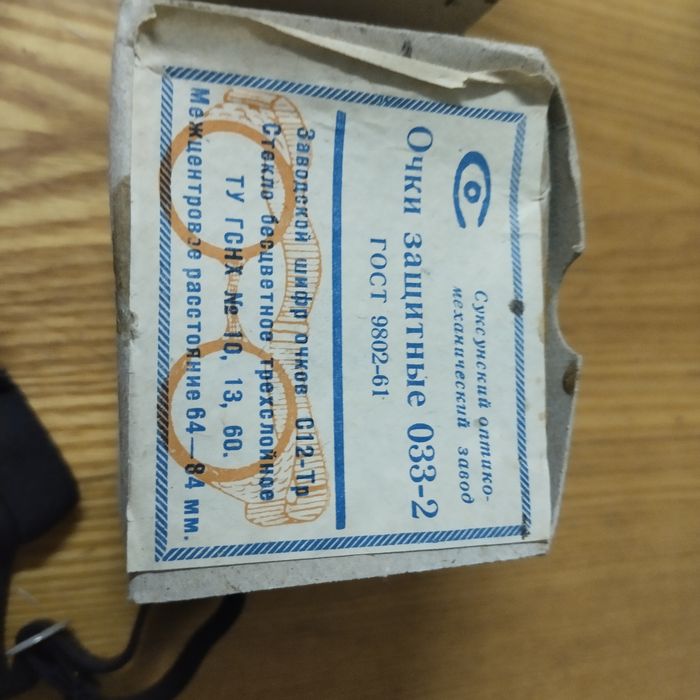 Суксунский оптико-
механический завод
Очки защитные 033-2
ГОСТ 9802-61
Заводской шифр очков С12-Тр
Стекло бесцветное трехслойное
ТУ ГСНХ № 10, 13, 60.
Межцентровое расстояние 64—84 мм.